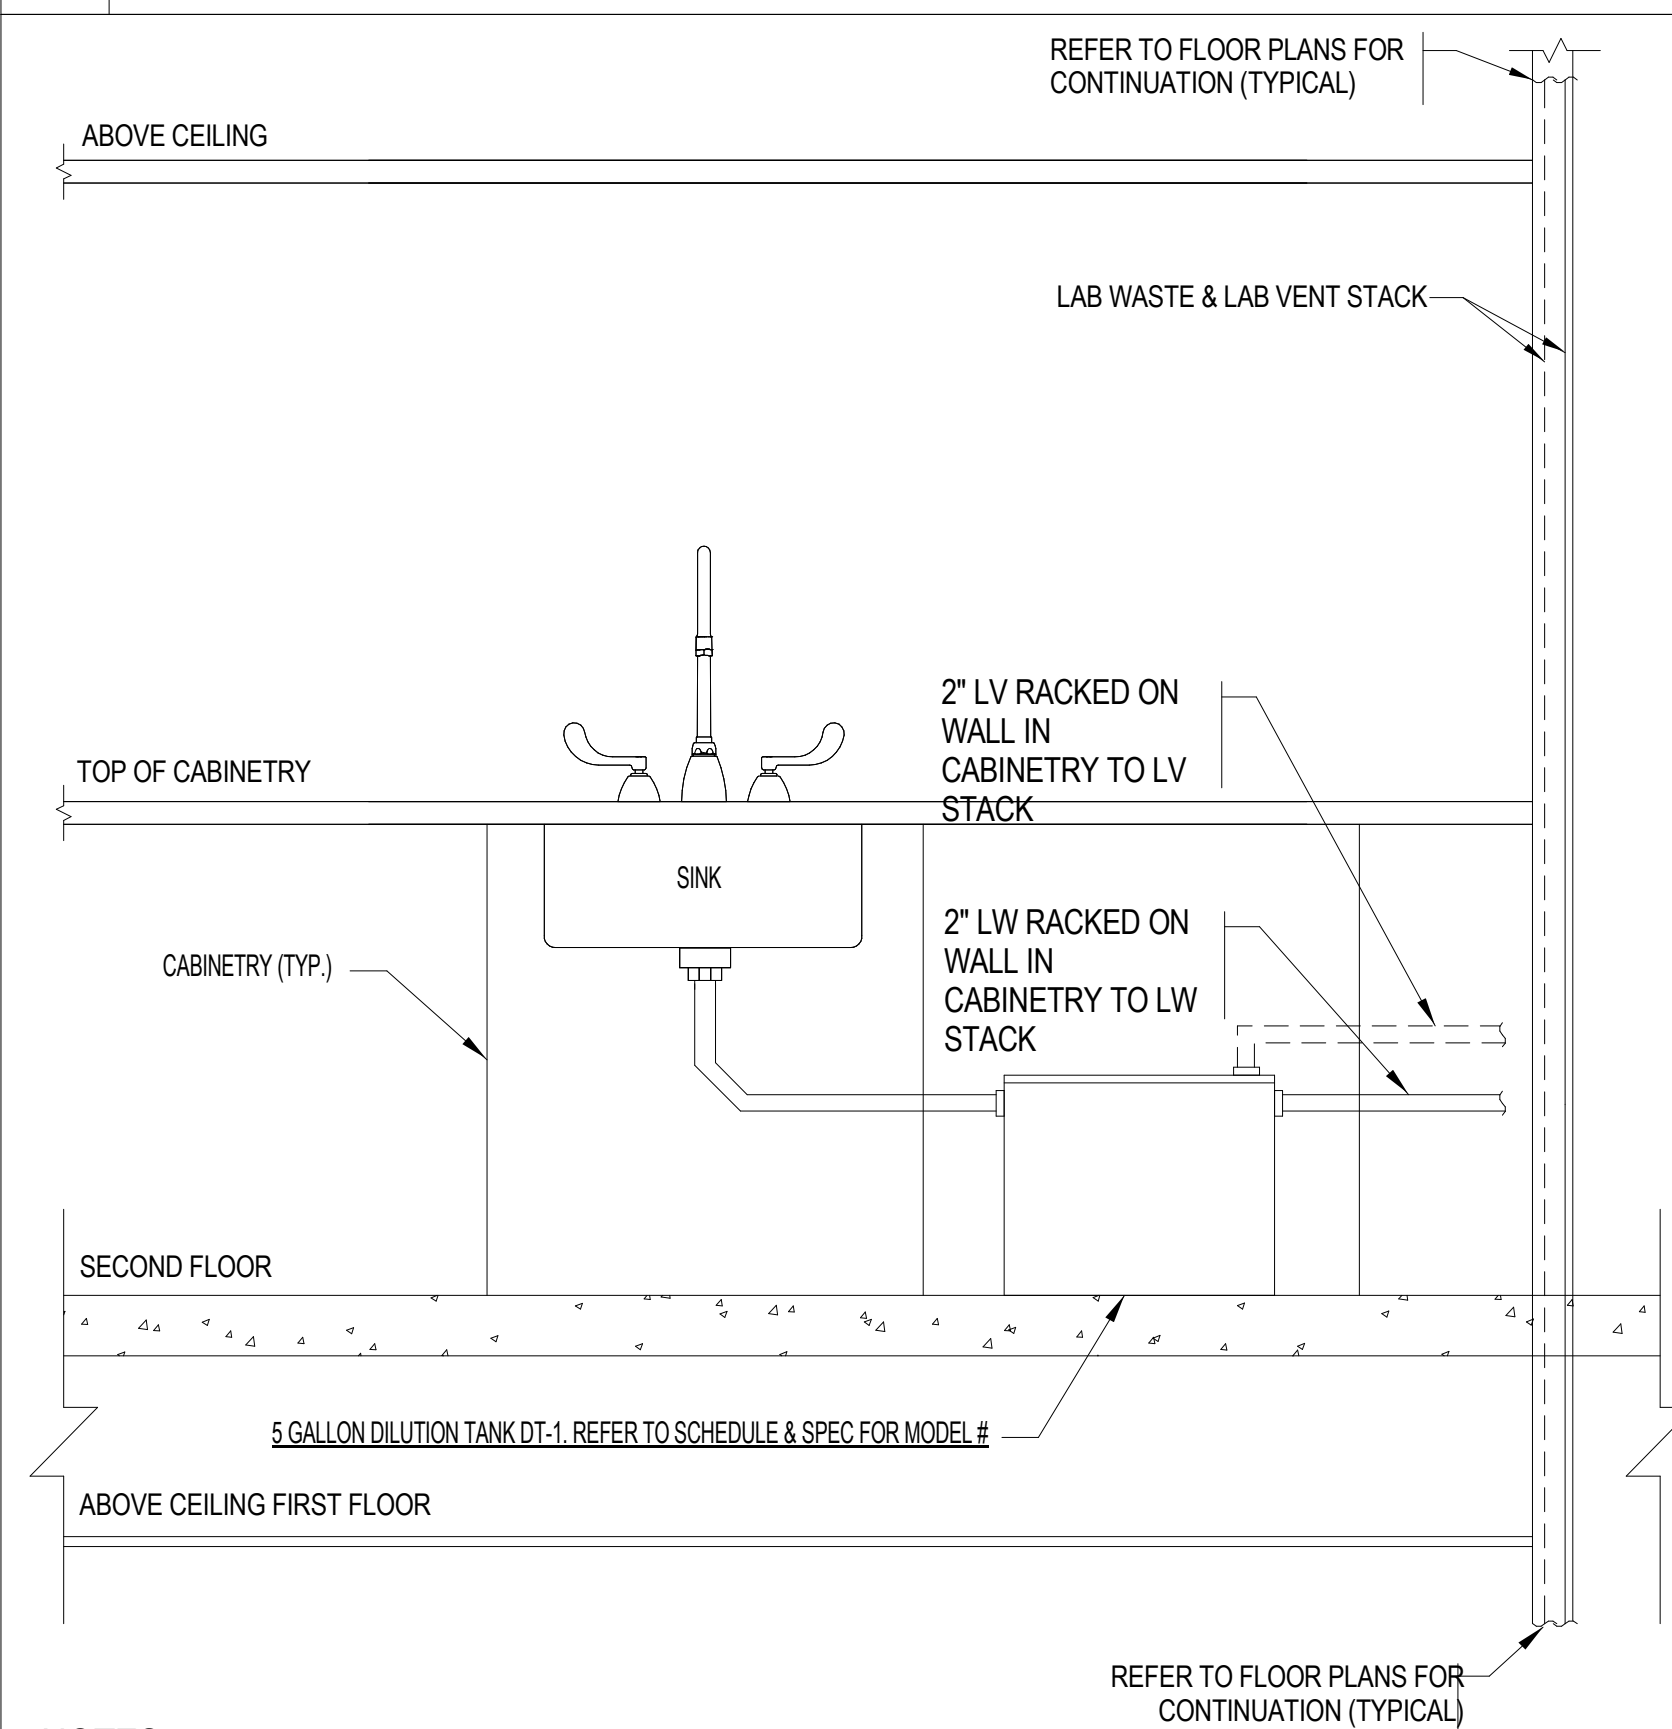 REFER TO FLOOR PLANS FOR
CONTINUATION (TYPICAL)
ABOVE CEILING
LAB WASTE & LAB VENT STACK
2" LV RACKED ON
WALL IN
CABINETRY TO LV
STACK
TOP OF CABINETRY
SINK
2" LW RACKED ON
WALL IN
CABINETRY TO LW
STACK
CABINETRY (TYP.)
SECOND FLOOR
5 GALLON DILUTION TANK DT-1. REFER TO SCHEDULE & SPEC FOR MODEL #
ABOVE CEILING FIRST FLOOR
REFER TO FLOOR PLANS FOR
CONTINUATION (TYPICAL)